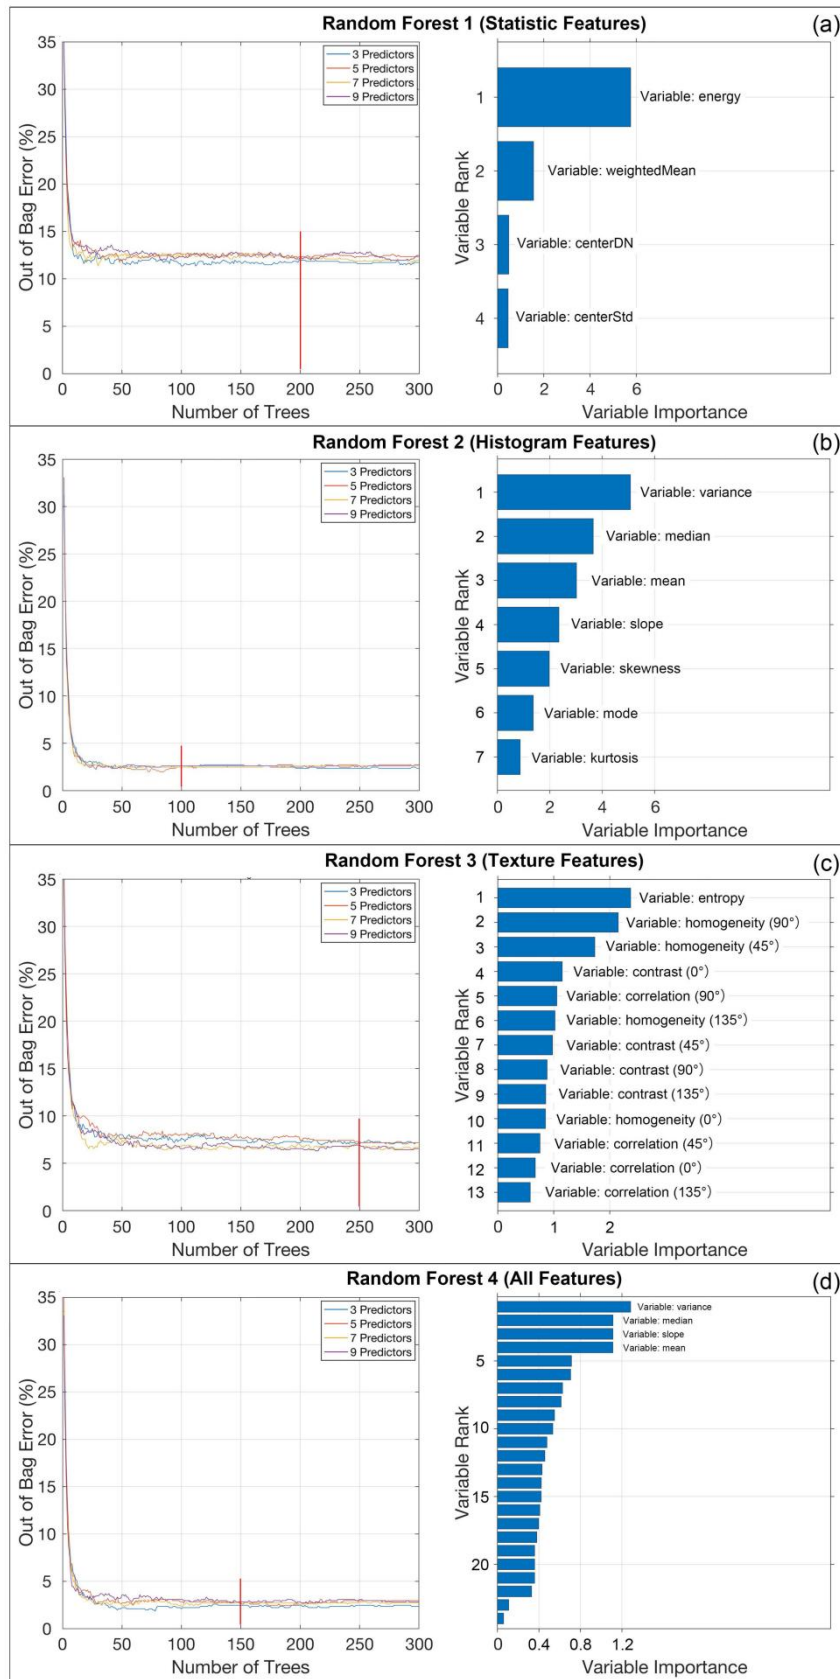 Random Forest 1 (Statistic Features)
(a)
35
30
25
20
15
10
5
0
Out of Bag Error (%)
3 Predictors
5 Predictors
7 Predictors
9 Predictors
0 50 100 150 200 250 300
Number of Trees
Variable Rank
1 Variable: energy
2 Variable: weightedMean
3 Variable: centerDN
4 Variable: centerStd
0 2 4 6
Variable Importance
Random Forest 2 (Histogram Features)
(b)
35
30
25
20
15
10
5
0
Out of Bag Error (%)
3 Predictors
5 Predictors
7 Predictors
9 Predictors
0 50 100 150 200 250 300
Number of Trees
Variable Rank
1 Variable: variance
2 Variable: median
3 Variable: mean
4 Variable: slope
5 Variable: skewness
6 Variable: mode
7 Variable: kurtosis
0 2 4 6
Variable Importance
Random Forest 3 (Texture Features)
(c)
35
30
25
20
15
10
5
0
Out of Bag Error (%)
3 Predictors
5 Predictors
7 Predictors
9 Predictors
0 50 100 150 200 250 300
Number of Trees
Variable Rank
1 Variable: entropy
2 Variable: homogeneity (90°)
3 Variable: homogeneity (45°)
4 Variable: contrast (0°)
5 Variable: correlation (90°)
6 Variable: homogeneity (135°)
7 Variable: contrast (45°)
8 Variable: contrast (90°)
9 Variable: contrast (135°)
10 Variable: homogeneity (0°)
11 Variable: correlation (45°)
12 Variable: correlation (0°)
13 Variable: correlation (135°)
0 1 2
Variable Importance
Random Forest 4 (All Features)
(d)
35
30
25
20
15
10
5
0
Out of Bag Error (%)
3 Predictors
5 Predictors
7 Predictors
9 Predictors
0 50 100 150 200 250 300
Number of Trees
Variable Rank
Variable: variance
Variable: median
Variable: slope
Variable: mean
5
10
15
20
0 0.4 0.8 1.2
Variable Importance